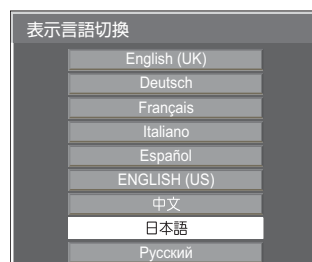 表示言語切換
English (UK)
Deutsch
Français
Italiano
Español
ENGLISH (US)
中文
日本語
Русский